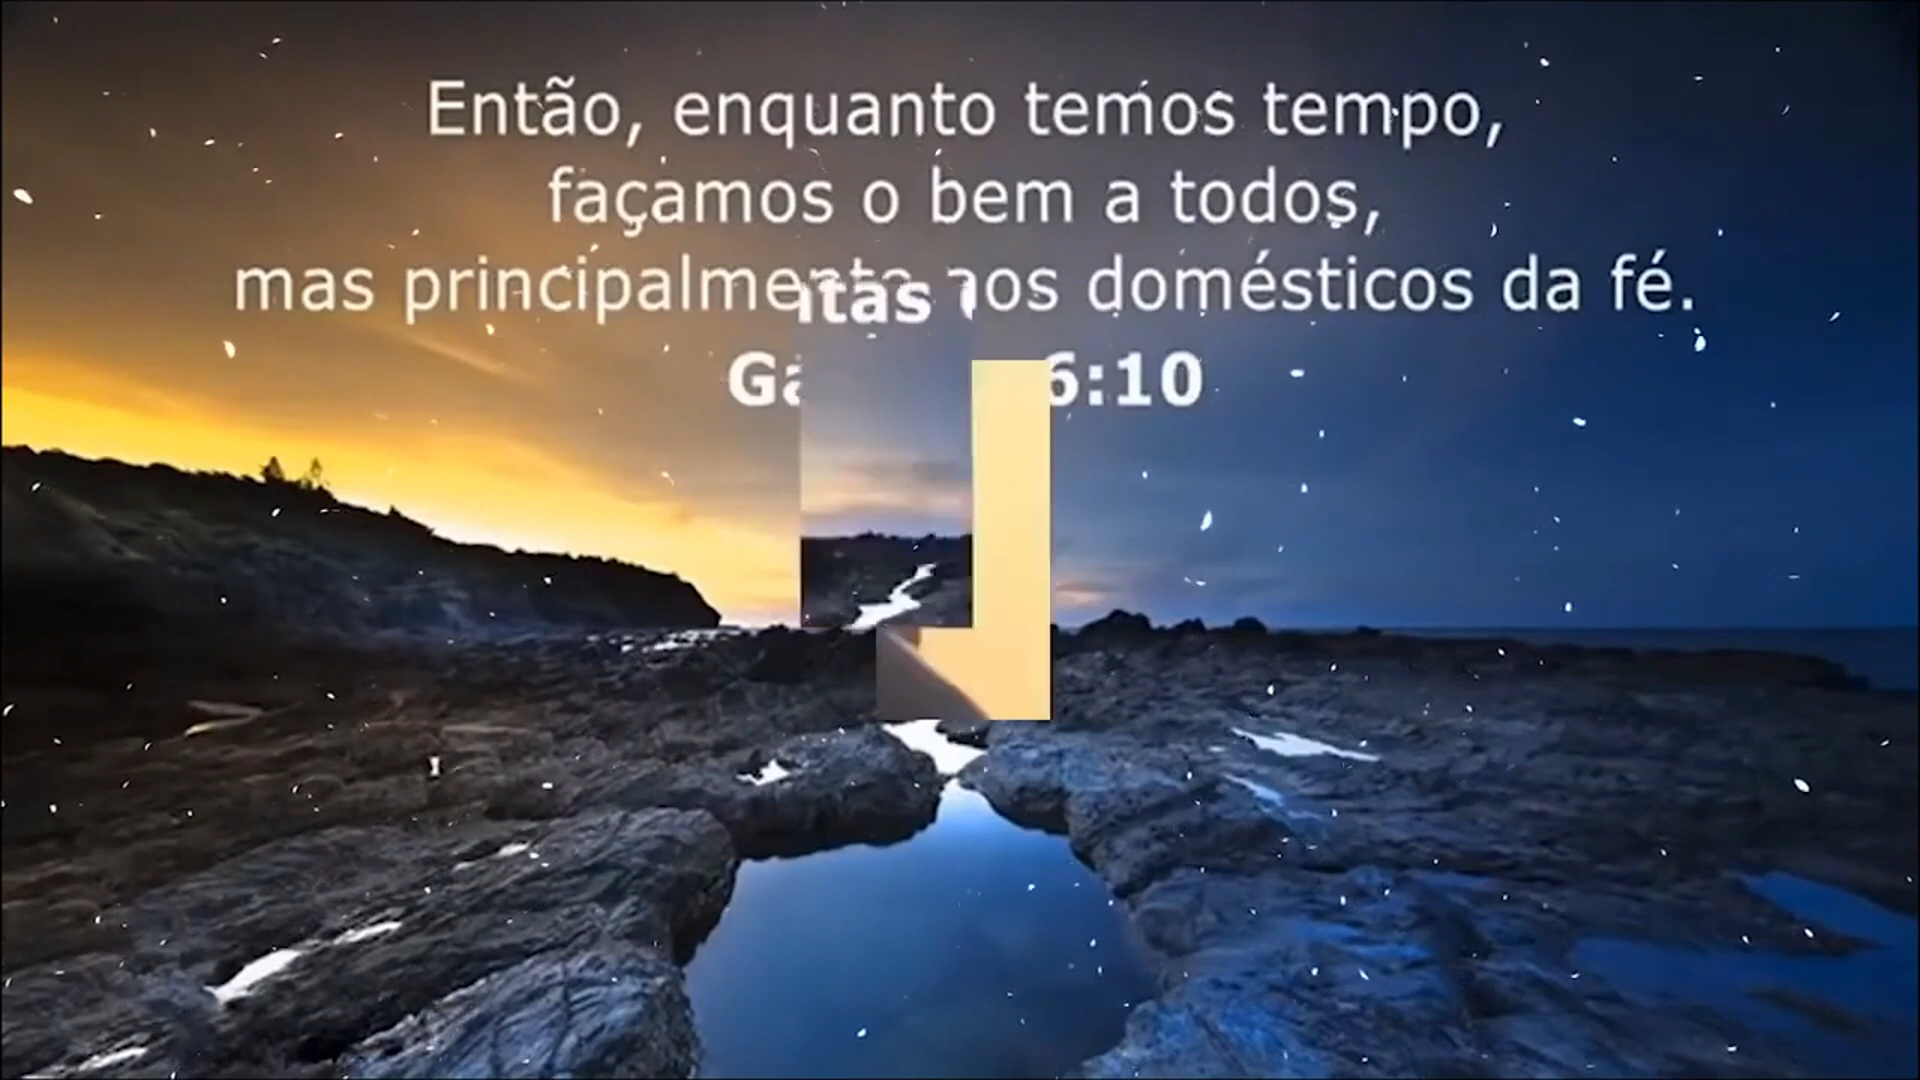 Então, enquanto temos tempo,
façamos o bem a todos,
mas principalmente aos domésticos da fé.
6:10